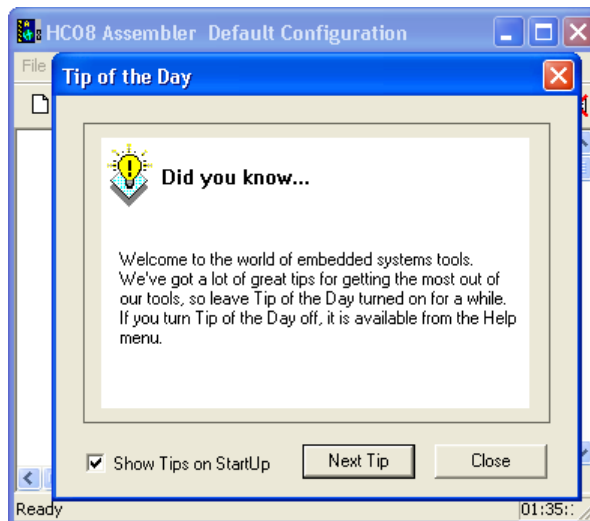 HC08 Assembler Default Configuration
File
Tip of the Day
Did you know...
Welcome to the world of embedded systems tools.
We've got a lot of great tips for getting the most out of
our tools, so leave Tip of the Day turned on for a while.
If you turn Tip of the Day off, it is available from the Help
menu.
Show Tips on StartUp
Next Tip
Close
Ready
01:35: